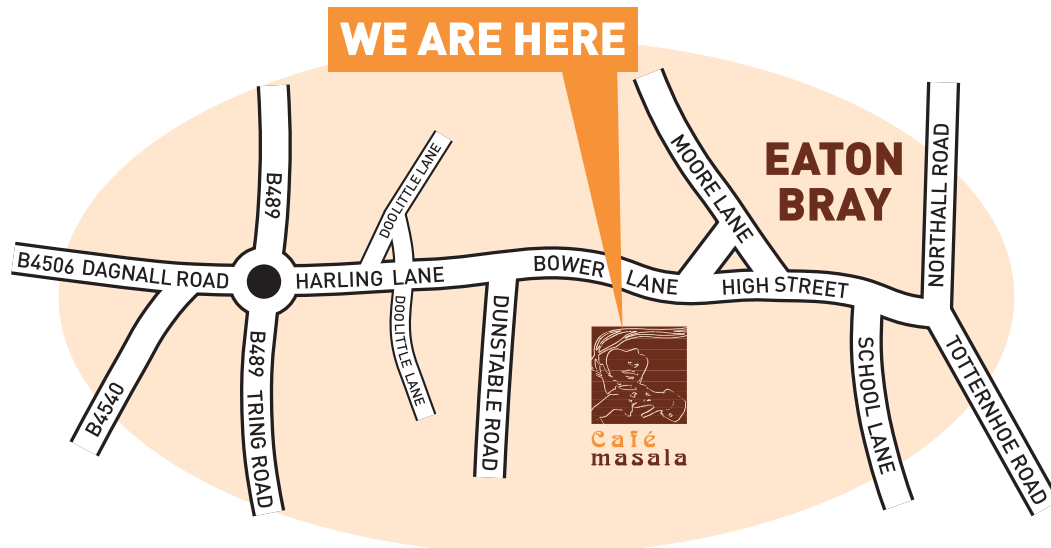 WE ARE HERE
EATON
BRAY
B489
DOOLITTLE LANE
MOORE LANE
NORTHALL ROAD
B4506 DAGNALL ROAD
HARLING LANE
BOWER LANE
HIGH STREET
DOOLITTLE LANE
DUNSTABLE ROAD
B4540
B489 TRING ROAD
SCHOOL LANE
TOTTERNHOE ROAD
Café
masala